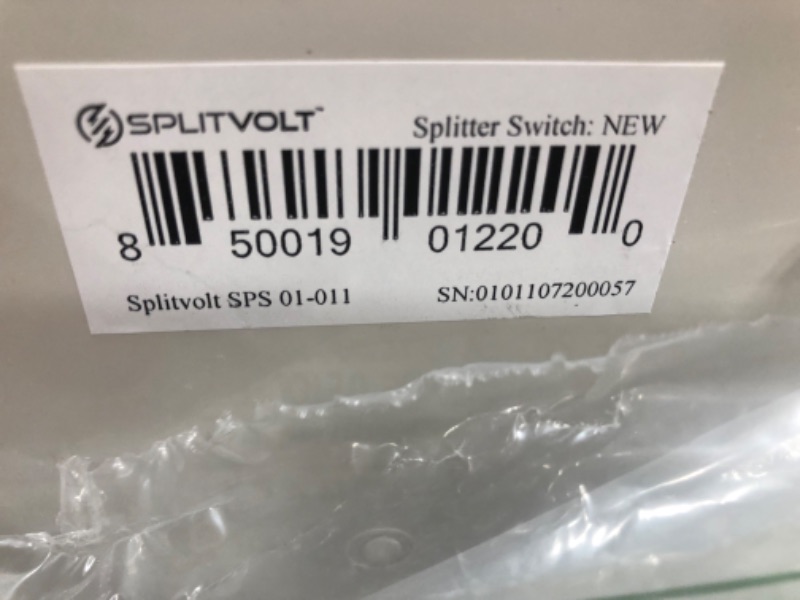 SPLITVOLT™
Splitter Switch: NEW
8 50019 01220 0
Splitvolt SPS 01-011
SN:0101107200057